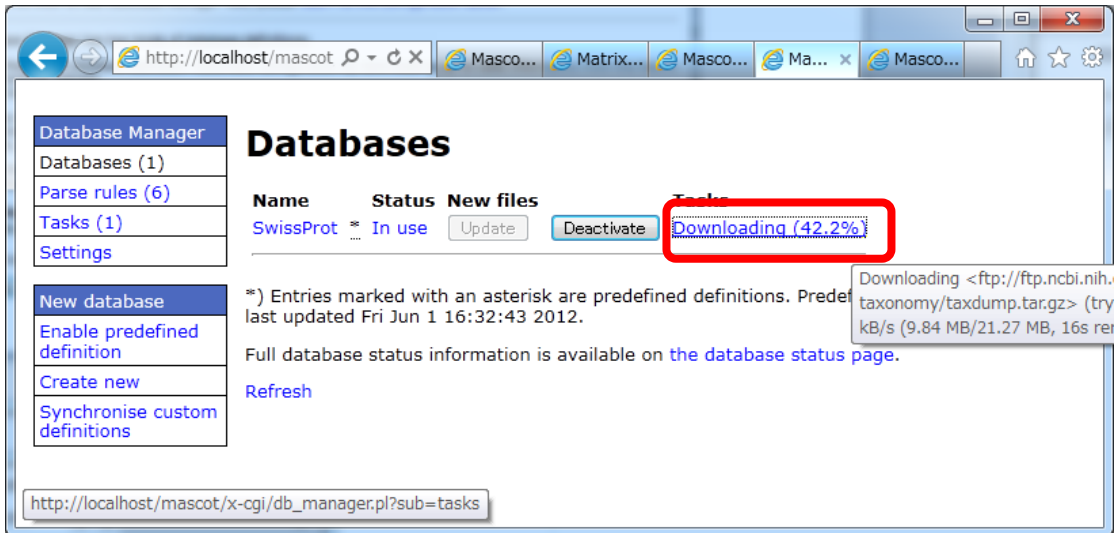 http://localhost/mascot
Masco...
Matrix...
Masco...
Ma...
Masco...
Database Manager
Databases (1)
Parse rules (6)
Tasks (1)
Settings
New database
Enable predefined
definition
Create new
Synchronise custom
definitions
Databases
Name Status New files Tasks
SwissProt * In use Update Deactivate Downloading (42.2%)
*) Entries marked with an asterisk are predefined definitions. Predef
last updated Fri Jun 1 16:32:43 2012.
Full database status information is available on the database status page.
Refresh
Downloading <ftp://ftp.ncbi.nih.
taxonomy/taxdump.tar.gz> (try
kB/s (9.84 MB/21.27 MB, 16s rem
http://localhost/mascot/x-cgi/db_manager.pl?sub=tasks